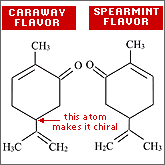 CARAWAY
FLAVOR
SPEARMINT
FLAVOR
CH₃
O
O
CH₃
this atom
makes it chiral
H₃C
CH₂
H₂C
CH₃